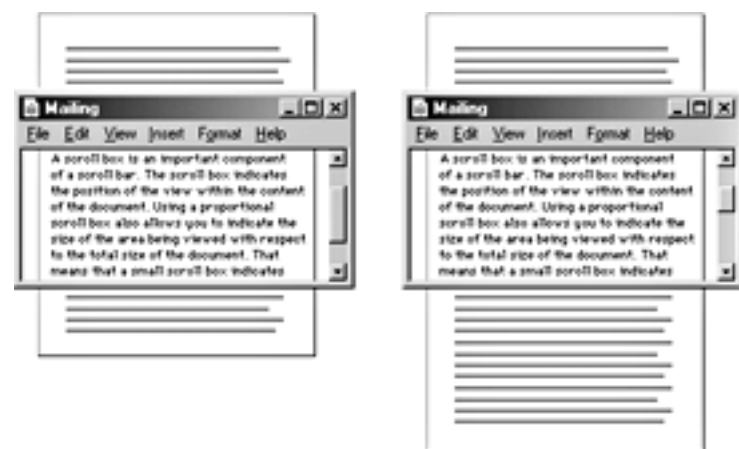 Mailing
File Edit View Insert Format Help
A scroll box is an important component
of a scroll bar. The scroll box indicates
the position of the view within the content
of the document. Using a proportional
scroll box also allows you to indicate the
size of the area being viewed with respect
to the total size of the document. That
means that a small scroll box indicates
Mailing
File Edit View Insert Format Help
A scroll box is an important component
of a scroll bar. The scroll box indicates
the position of the view within the content
of the document. Using a proportional
scroll box also allows you to indicate the
size of the area being viewed with respect
to the total size of the document. That
means that a small scroll box indicates